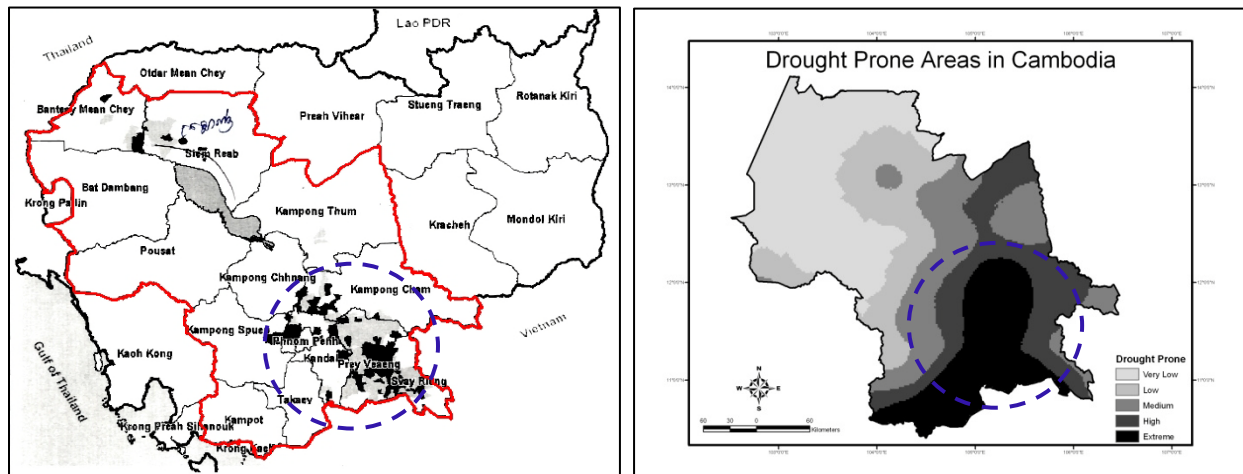 Lao PDR
Thailand
Otdar Mean Chey
Banteay Mean Chey
Stueng Traeng
Rotanak Kiri
Preah Vihear
Siem Reab
Bat Dambang
Krong Pailin
Kampong Thum
Kracheh
Mondol Kiri
Pousat
Kampong Chhnang
Kampong Cham
Kampong Spue
Phnom Penh
Kandal
Prey Veaeng
Svay Rieng
Vietnam
Kaoh Kong
Gulf of Thailand
Takaev
Kampot
Krong Preah Sihanouk
Krong
Drought Prone Areas in Cambodia
Drought Prone
Very Low
Low
Medium
High
Extreme
N
W E
S
60 30 0 60
Kilometers